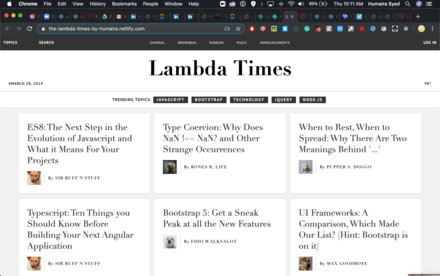 Chrome File Edit View History Bookmarks People Tab Window Help 86% Thu 10:11 AM Humaira Syed
the-lambda-times-by-humaira.netlify.com
TOPICS SEARCH GENERAL BROWNBAG RANDOM MUSIC ANNOUNCEMENTS LOG IN
Lambda Times
SMARCH 28, 2019 98°
TRENDING TOPICS: JAVASCRIPT BOOTSTRAP TECHNOLOGY JQUERY NODE.JS
ES8: The Next Step in the
Evolution of Javascript and
What it Means For Your
Projects
By SIR RUFF'N'STUFF
Type Coercion: Why Does
NaN !== NaN? and Other
Strange Occurrences
By BONES R. LIFE
When to Rest, When to
Spread: Why There Are Two
Meanings Behind '...'
By PUPPER S. DOGGO
Typescript: Ten Things you
Should Know Before
Building Your Next Angular
Application
By SIR RUFF'N'STUFF
Bootstrap 5: Get a Sneak
Peak at all the New Features
By FIDO WALKSALOT
UI Frameworks: A
Comparison, Which Made
Our List? (Hint: Bootstrap is
on it)
By MAX GOODBOYE